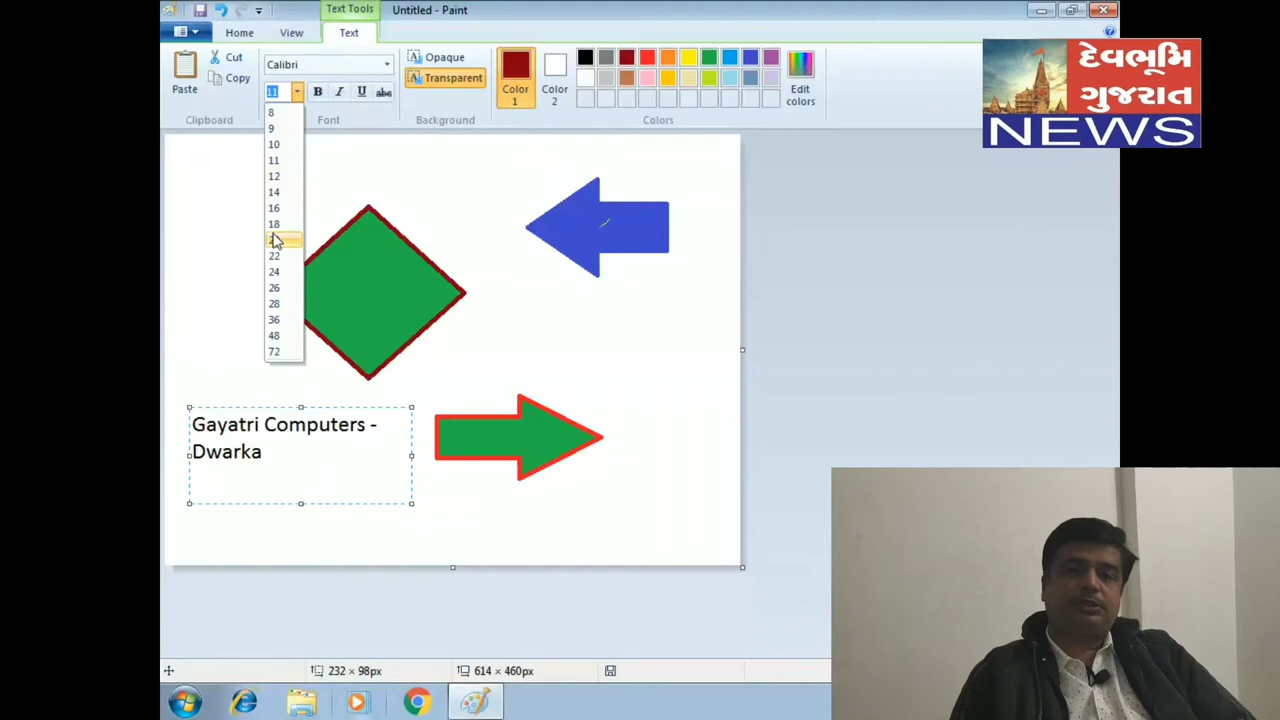 Text Tools
Untitled - Paint
Home
View
Text
Paste
Cut
Copy
Clipboard
Calibri
11
B
I
U
abc
Font
Opaque
Transparent
Background
Color
1
Color
2
Edit
colors
Colors
8
9
10
11
12
14
16
18
22
24
26
28
36
48
72
Gayatri Computers -
Dwarka
232 × 98px
614 × 460px
દેવભૂમિ
ગુજરાત
NEWS